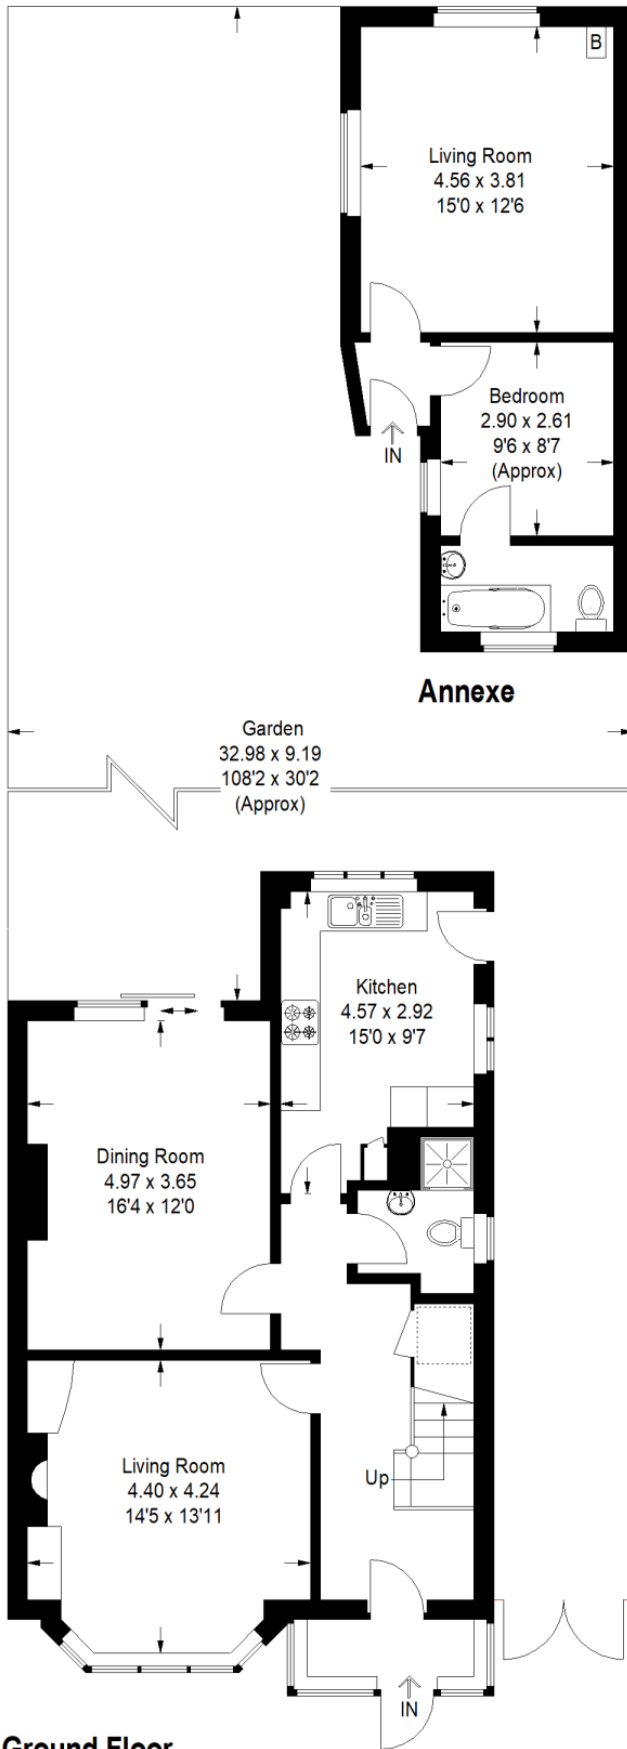 B
Living Room
4.56 x 3.81
15'0 x 12'6
Bedroom
2.90 x 2.61
9'6 x 8'7
(Approx)
IN
Annexe
Garden
32.98 x 9.19
108'2 x 30'2
(Approx)
Kitchen
4.57 x 2.92
15'0 x 9'7
Dining Room
4.97 x 3.65
16'4 x 12'0
Living Room
4.40 x 4.24
14'5 x 13'11
Up
IN
Ground Floor